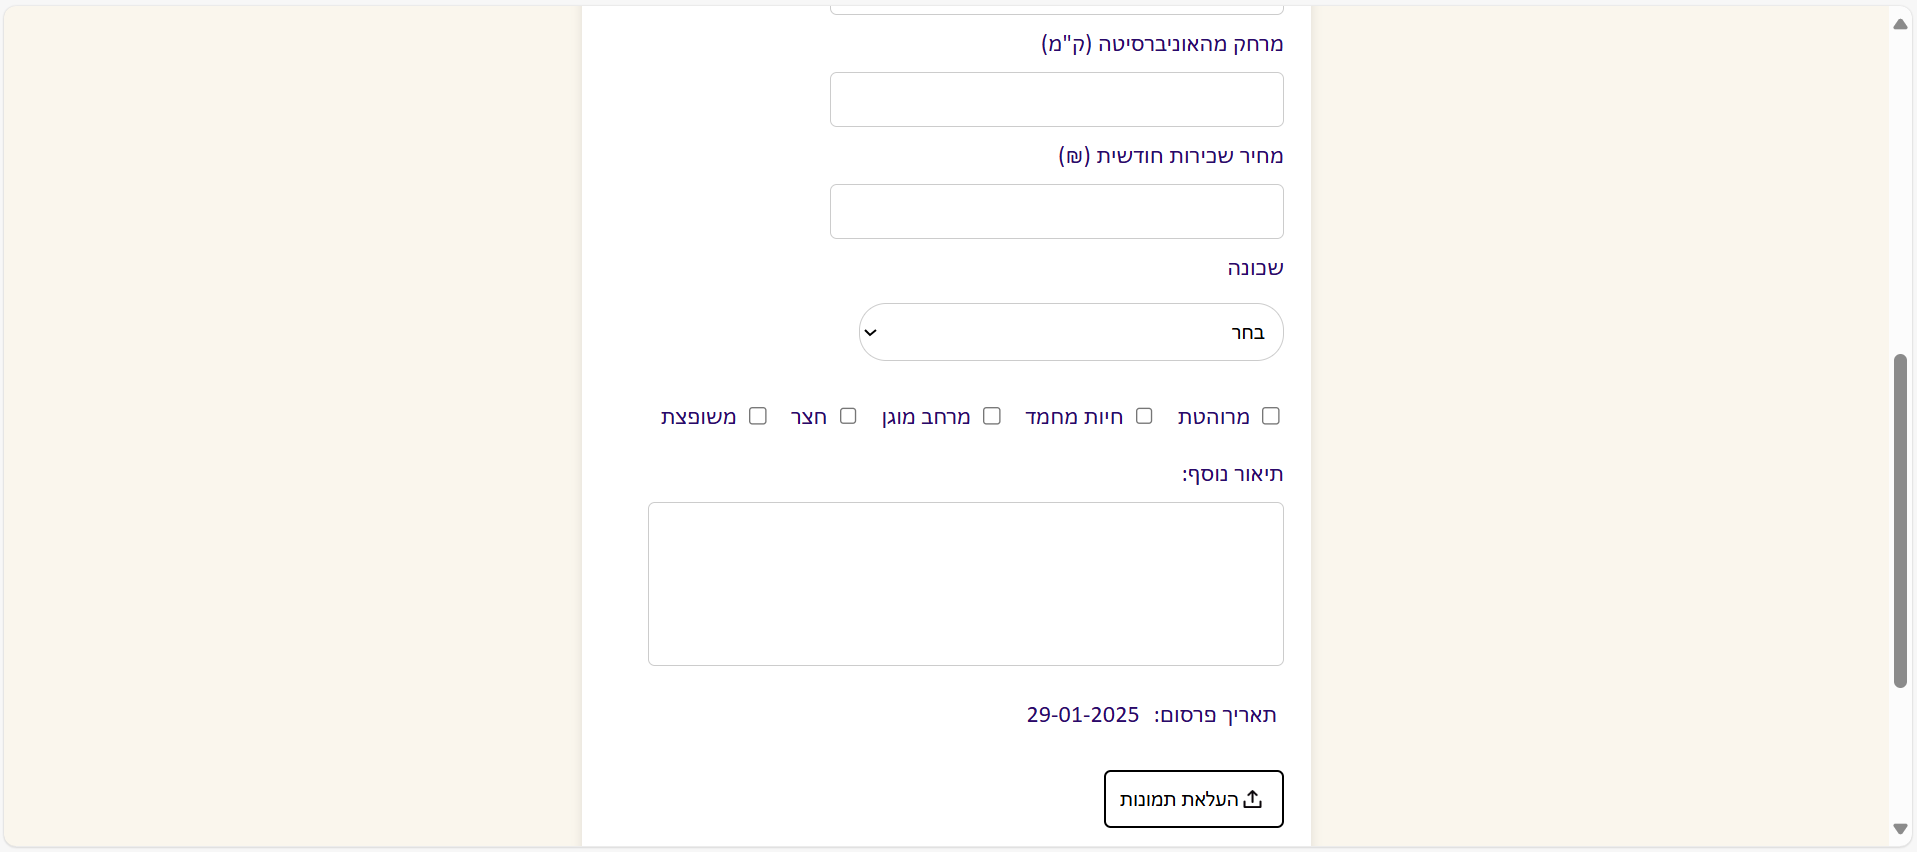 מרחק מהאוניברסיטה (ק"מ)
מחיר שכירות חודשית (₪)
שכונה
בחר
מרוהטת חיות מחמד מרחב מוגן חצר משופצת
תיאור נוסף:
תאריך פרסום: 29-01-2025
העלאת תמונות